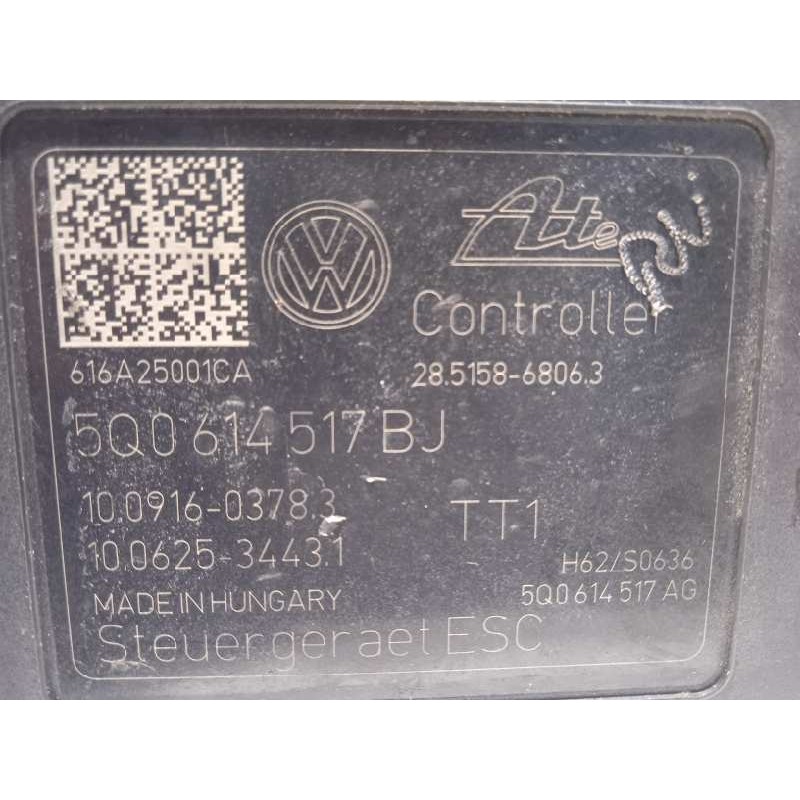 VW
Ate
Controller
616A25001CA
28.5158-6806.3
5Q0 614 517 BJ
10.0916-0378.3
TT1
10.0625-3443.1
H62/S0636
MADE IN HUNGARY
5Q0 614 517 AG
Steuergeraet ESC